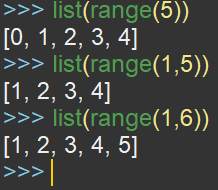 >>> list(range(5))
[0, 1, 2, 3, 4]
>>> list(range(1,5))
[1, 2, 3, 4]
>>> list(range(1,6))
[1, 2, 3, 4, 5]
>>>